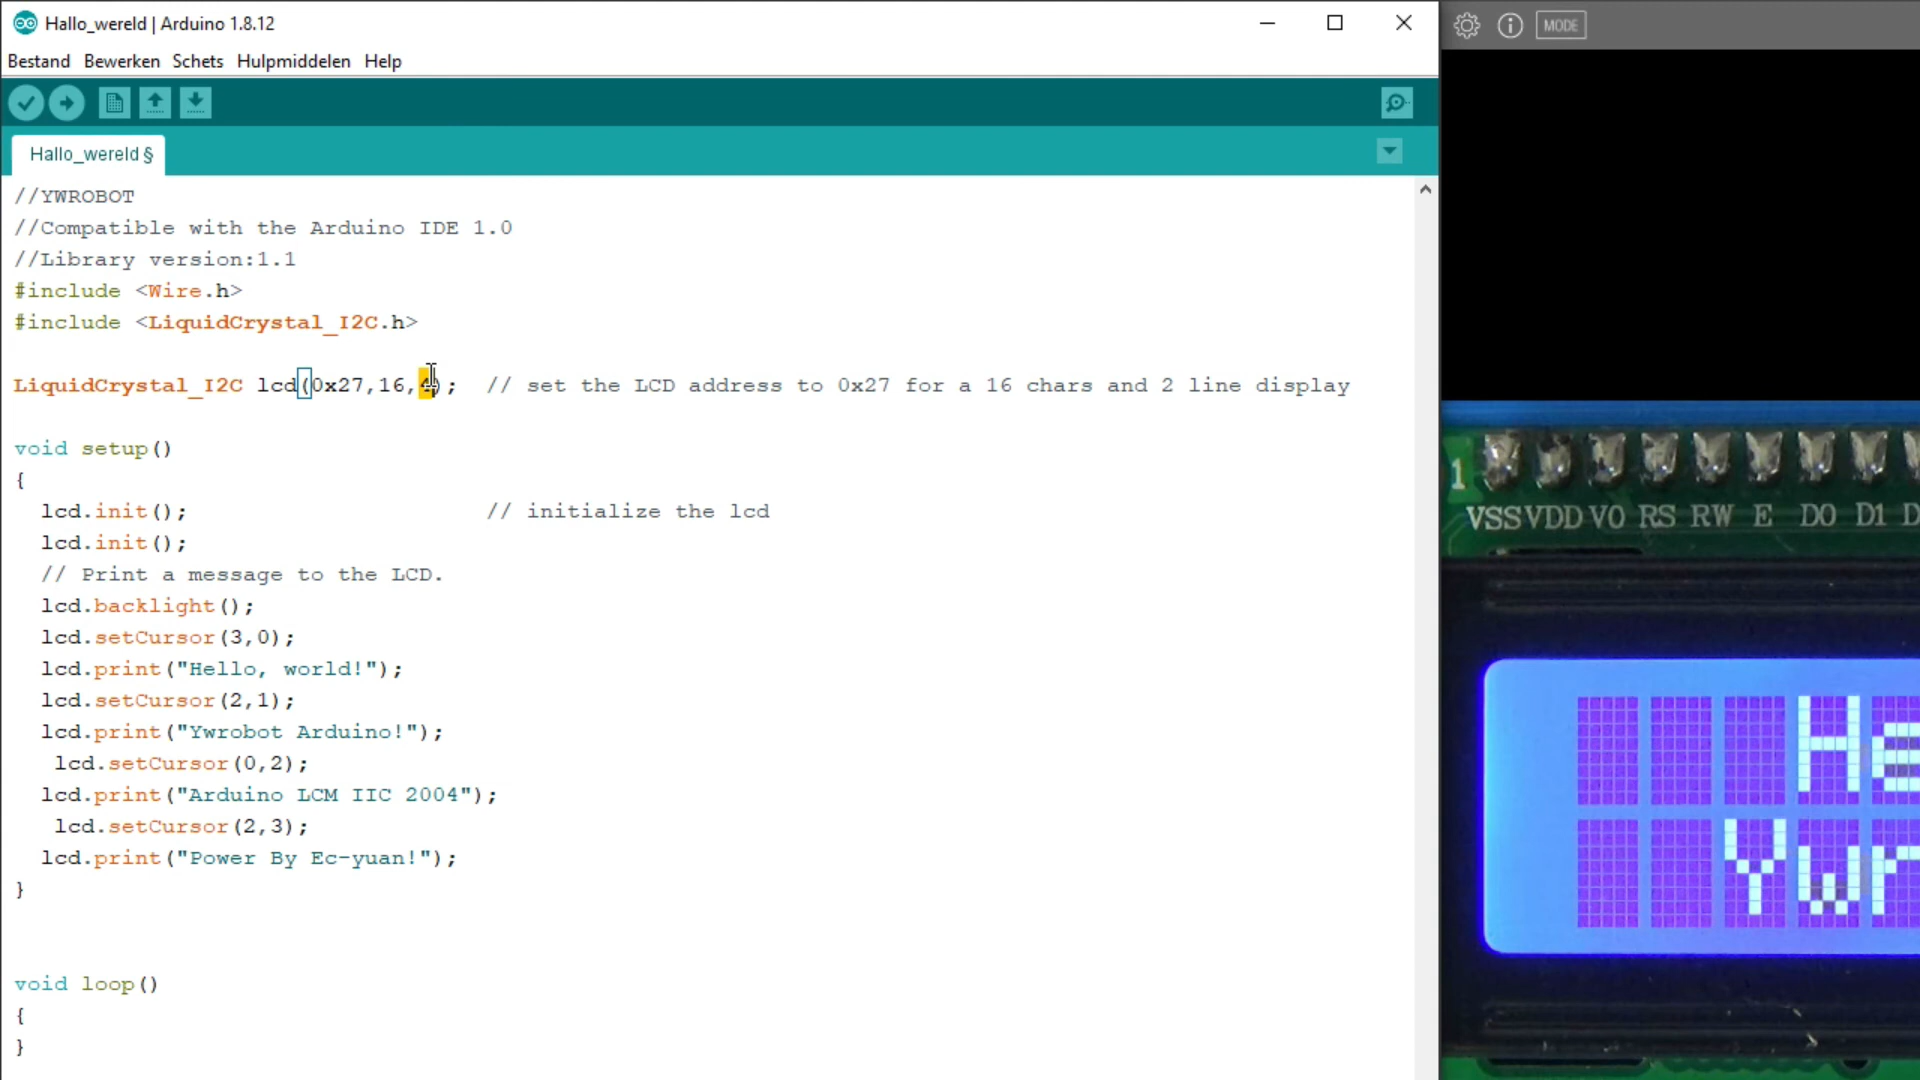 Hallo_wereld | Arduino 1.8.12
Bestand Bewerken Schets Hulpmiddelen Help
Hallo_wereld §
//YWROBOT
//Compatible with the Arduino IDE 1.0
//Library version:1.1
#include <Wire.h>
#include <LiquidCrystal_I2C.h>
LiquidCrystal_I2C lcd(0x27,16,4);  // set the LCD address to 0x27 for a 16 chars and 2 line display
void setup()
{
lcd.init();                      // initialize the lcd
lcd.init();
// Print a message to the LCD.
lcd.backlight();
lcd.setCursor(3,0);
lcd.print("Hello, world!");
lcd.setCursor(2,1);
lcd.print("Ywrobot Arduino!");
lcd.setCursor(0,2);
lcd.print("Arduino LCM IIC 2004");
lcd.setCursor(2,3);
lcd.print("Power By Ec-yuan!");
}
void loop()
{
}
MODE
1
VSS VDD VO RS RW E D0 D1 D
He
Ywr